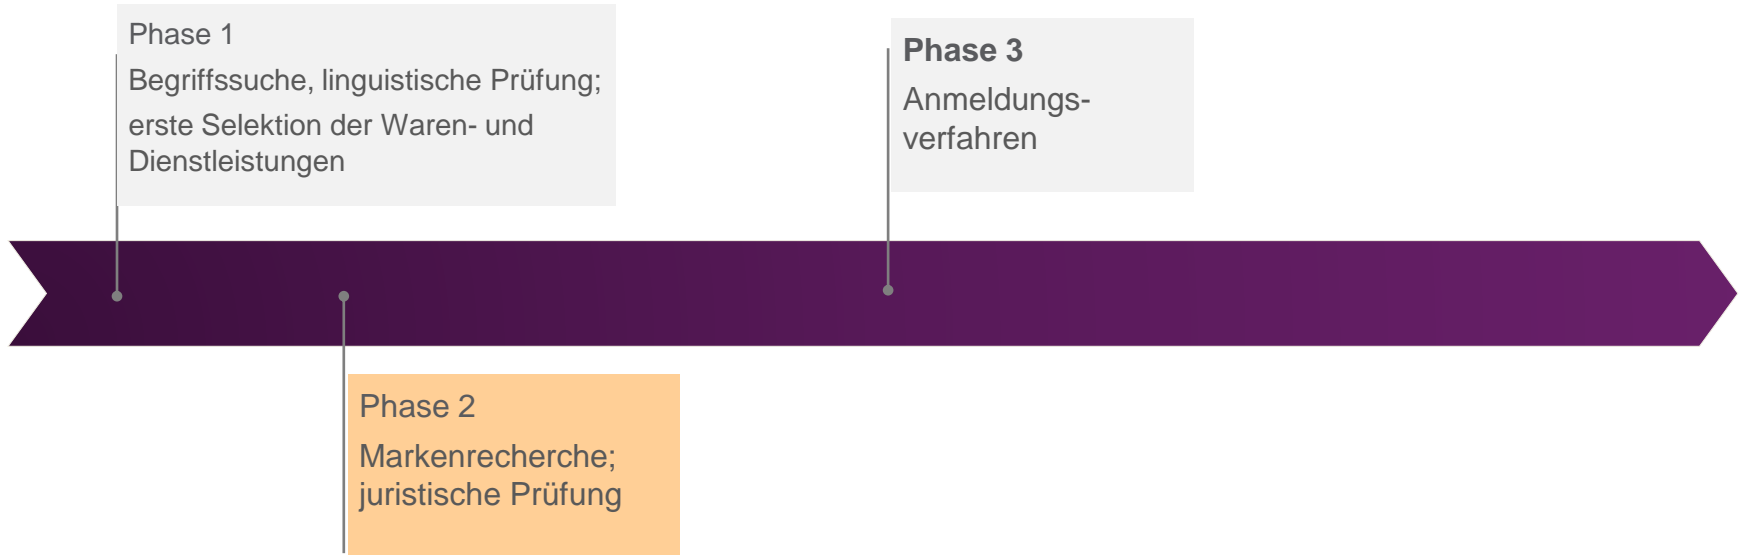 Phase 1
Begriffssuche, linguistische Prüfung;
erste Selektion der Waren- und
Dienstleistungen
Phase 3
Anmeldungs-
verfahren
Phase 2
Markenrecherche;
juristische Prüfung